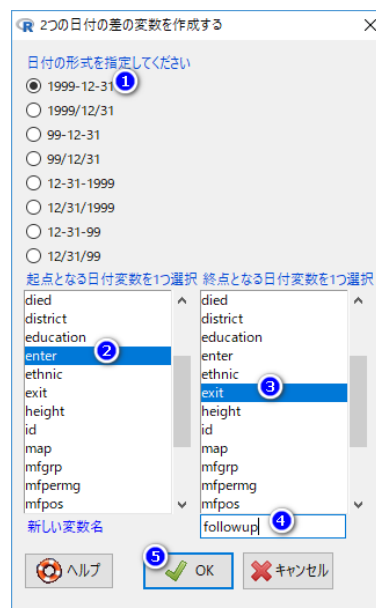 2つの日付の差の変数を作成する
日付の形式を指定してください
1999-12-31
1
1999/12/31
99-12-31
99/12/31
12-31-1999
12/31/1999
12-31-99
12/31/99
起点となる日付変数を1つ選択
died
district
education
enter
2
ethnic
exit
height
id
map
mfgrp
mfpermg
mfpos
終点となる日付変数を1つ選択
died
district
education
enter
ethnic
exit
3
height
id
map
mfgrp
mfpermg
mfpos
新しい変数名
followup
4
ヘルプ
5
OK
キャンセル